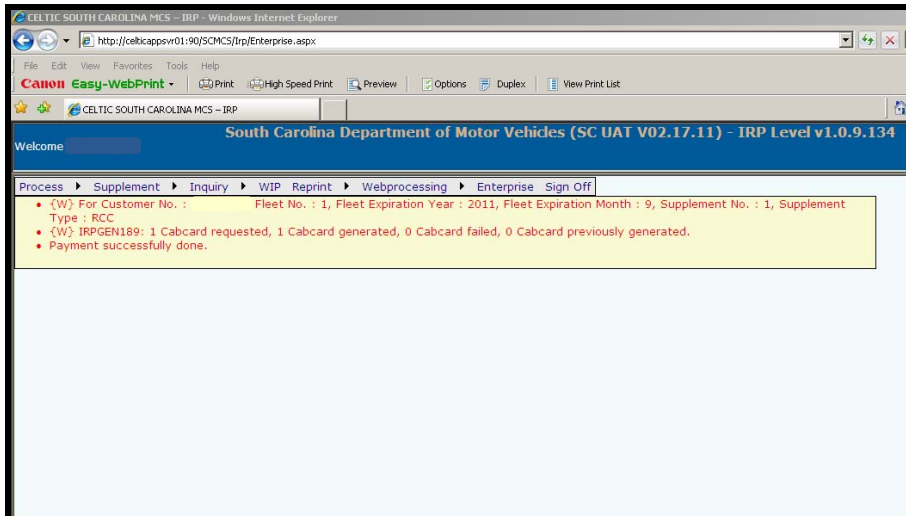 CELTIC SOUTH CAROLINA MCS – IRP - Windows Internet Explorer
http://celticappsvr01:90/SCMCS/Irp/Enterprise.aspx
File Edit View Favorites Tools Help
Canon Easy-WebPrint Print High Speed Print Preview Options Duplex View Print List
CELTIC SOUTH CAROLINA MCS – IRP
South Carolina Department of Motor Vehicles (SC UAT V02.17.11) - IRP Level v1.0.9.134
Welcome
Process Supplement Inquiry WIP Reprint Webprocessing Enterprise Sign Off
• {W} For Customer No. : Fleet No. : 1, Fleet Expiration Year : 2011, Fleet Expiration Month : 9, Supplement No. : 1, Supplement
Type : RCC
• {W} IRPGEN189: 1 Cabcard requested, 1 Cabcard generated, 0 Cabcard failed, 0 Cabcard previously generated.
• Payment successfully done.